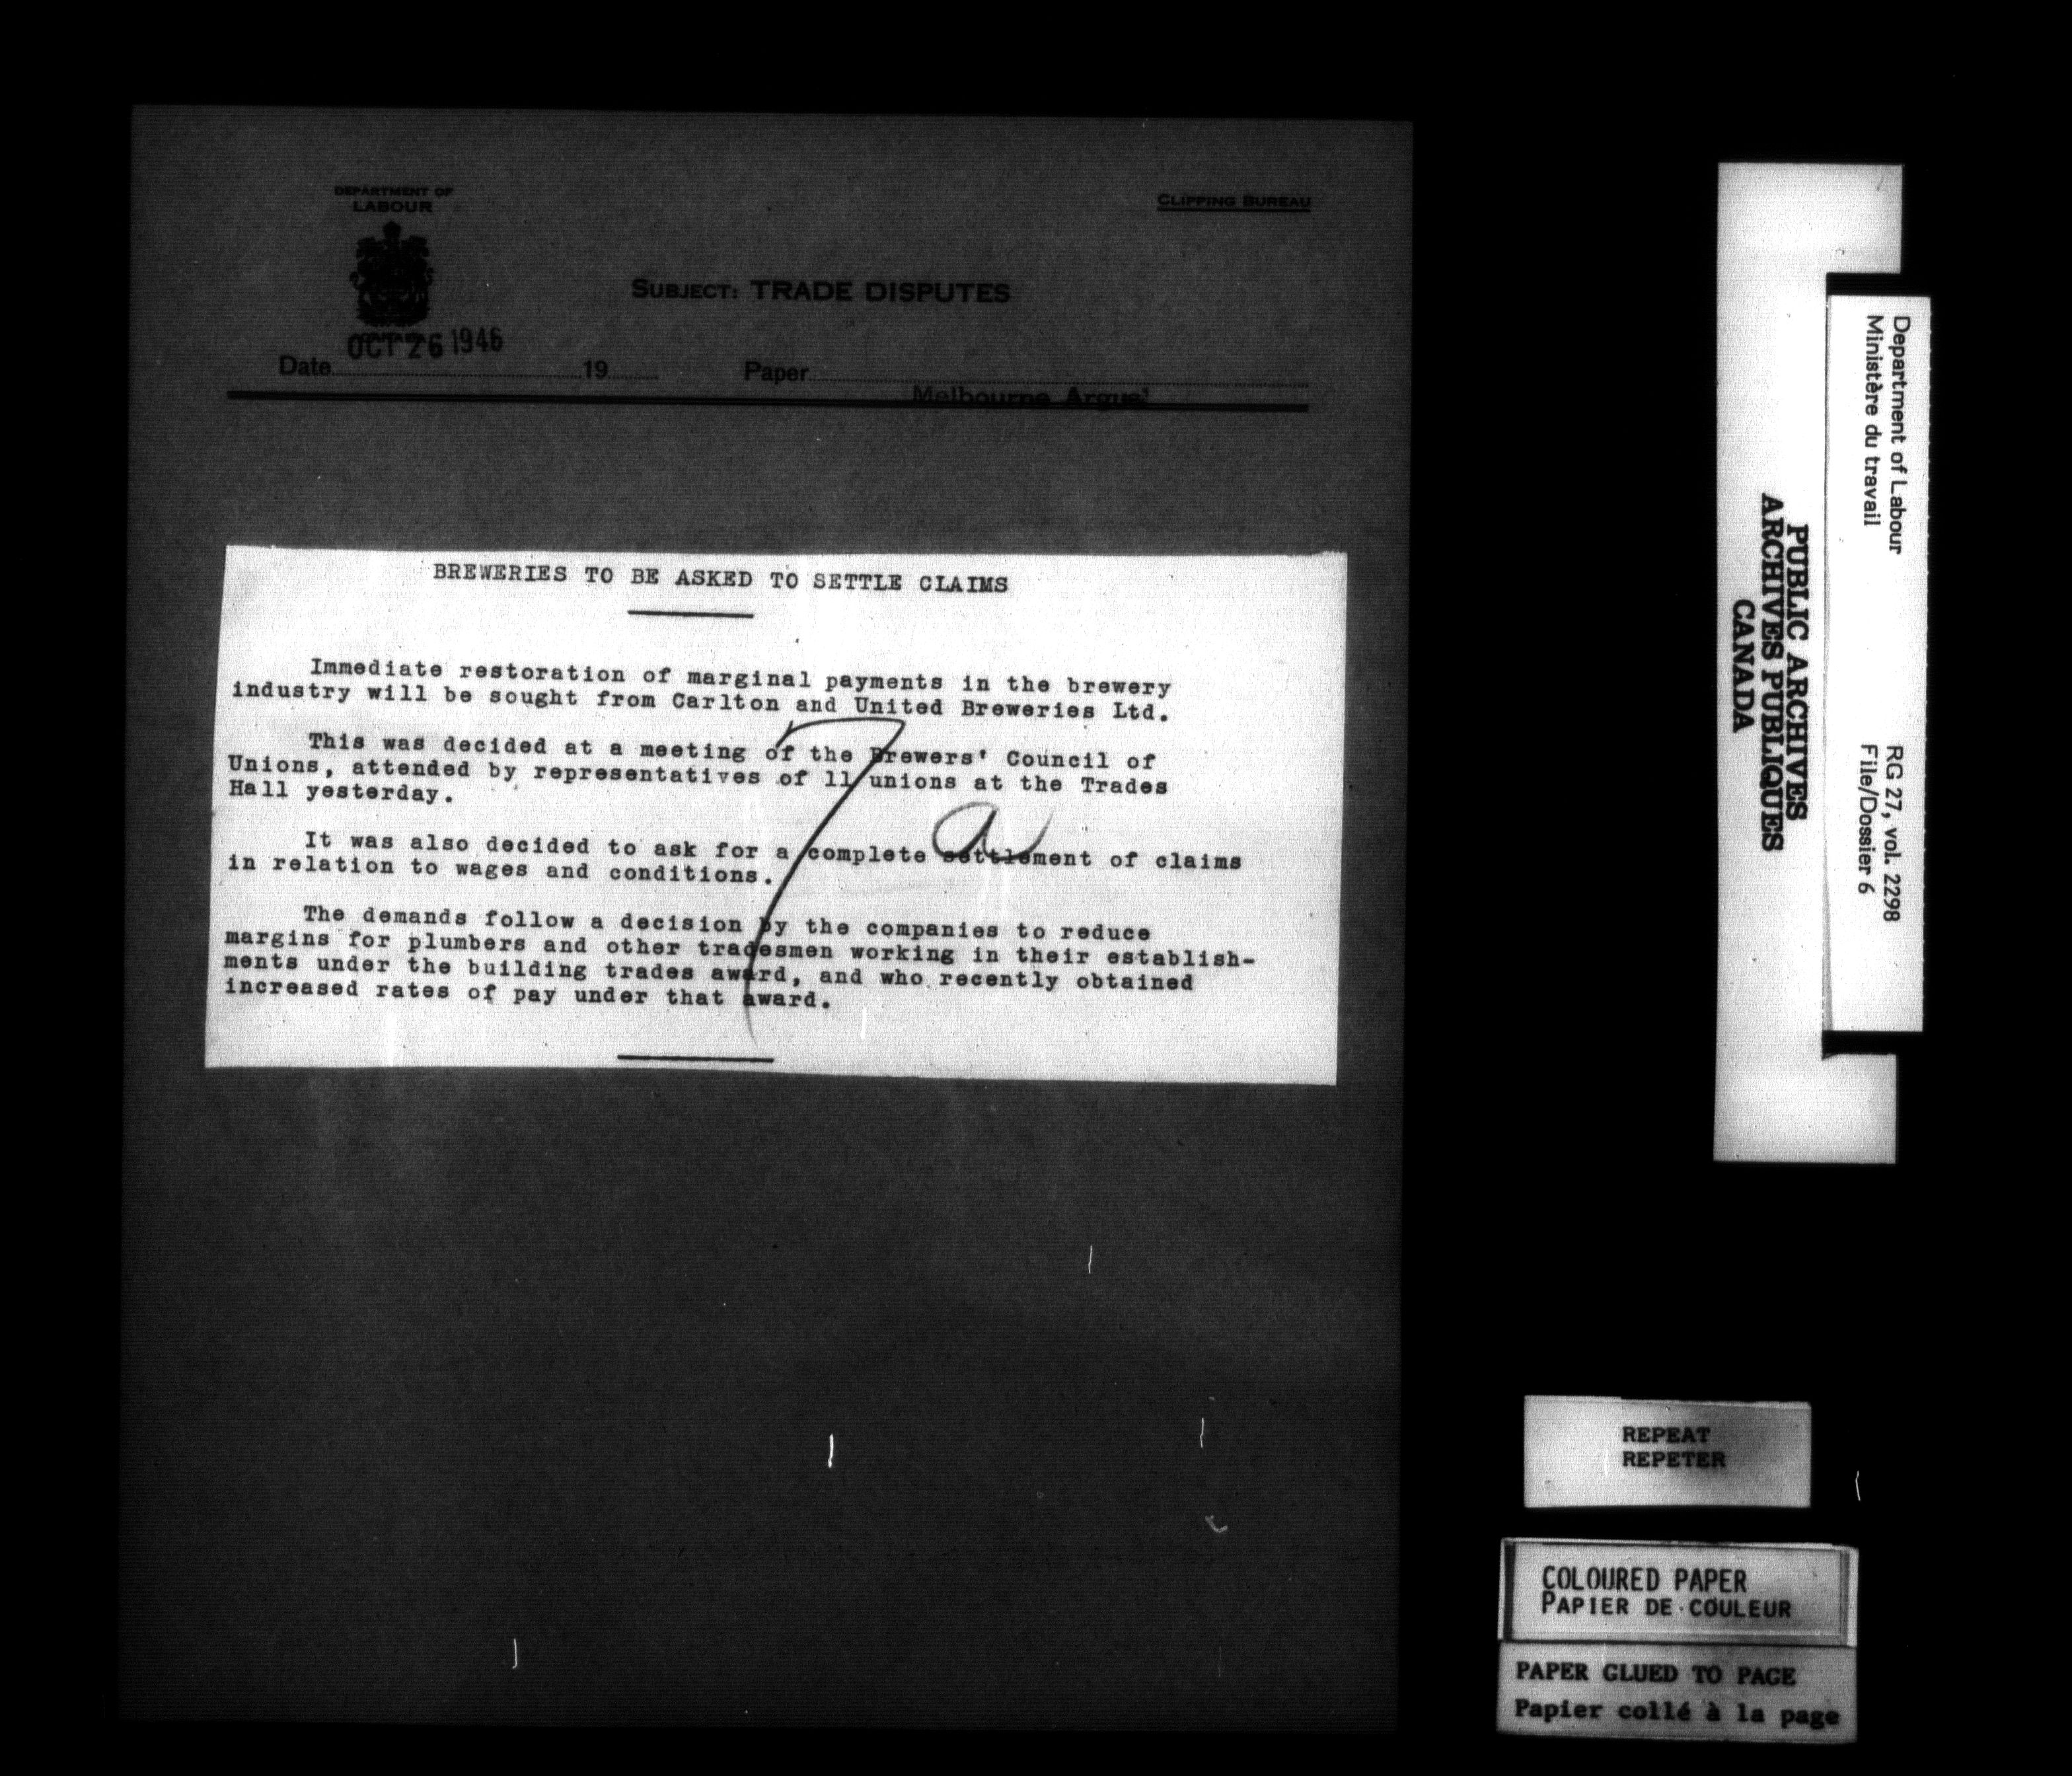 DEPARTMENT OF
LABOUR
CLIPPING BUREAU
SUBJECT: TRADE DISPUTES
OCT 26 1946
Date 19 Paper
Melbourne Argus'
BREWERIES TO BE ASKED TO SETTLE CLAIMS
Immediate restoration of marginal payments in the brewery
industry will be sought from Carlton and United Breweries Ltd.
This was decided at a meeting of the Brewers' Council of
Unions, attended by representatives of 11 unions at the Trades
Hall yesterday.
It was also decided to ask for a complete settlement of claims
in relation to wages and conditions.
The demands follow a decision by the companies to reduce
margins for plumbers and other tradesmen working in their establish-
ments under the building trades award, and who recently obtained
increased rates of pay under that award.
7
a
Department of Labour
Ministère du travail
RG 27, vol. 2298
File/Dossier 6
PUBLIC ARCHIVES
ARCHIVES PUBLIQUES
CANADA
REPEAT
REPETER
COLOURED PAPER
PAPIER DE COULEUR
PAPER GLUED TO PAGE
Papier collé à la page